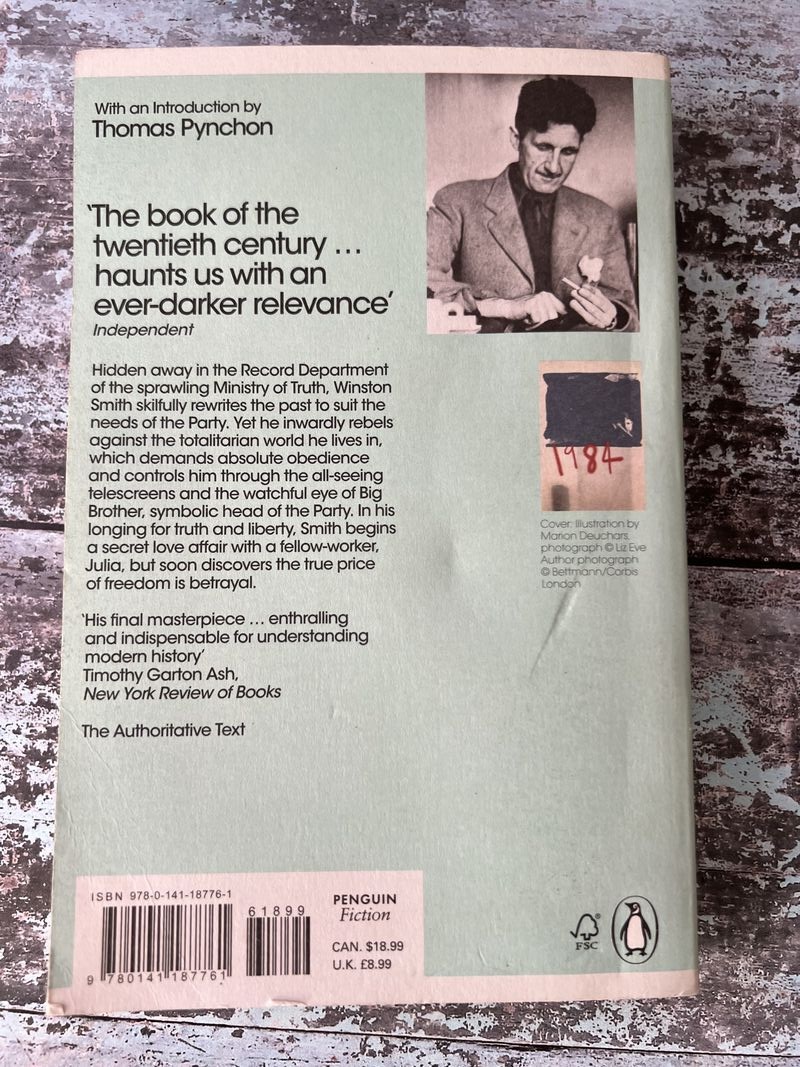 With an Introduction by
Thomas Pynchon
‘The book of the
twentieth century ...
haunts us with an
ever-darker relevance’
Independent
Hidden away in the Record Department
of the sprawling Ministry of Truth, Winston
Smith skilfully rewrites the past to suit the
needs of the Party. Yet he inwardly rebels
against the totalitarian world he lives in,
which demands absolute obedience
and controls him through the all-seeing
telescreens and the watchful eye of Big
Brother, symbolic head of the Party. In his
longing for truth and liberty, Smith begins
a secret love affair with a fellow-worker,
Julia, but soon discovers the true price
of freedom is betrayal.
‘His final masterpiece ... enthralling
and indispensable for understanding
modern history’
Timothy Garton Ash,
New York Review of Books
The Authoritative Text
1984
Cover: Illustration by
Marion Deuchars,
photograph © Liz Eve
Author photograph
© Bettmann/Corbis
London
ISBN 978-0-141-18776-1
61899
9 780141 187761
PENGUIN
Fiction
CAN. $18.99
U.K. £8.99
FSC
®